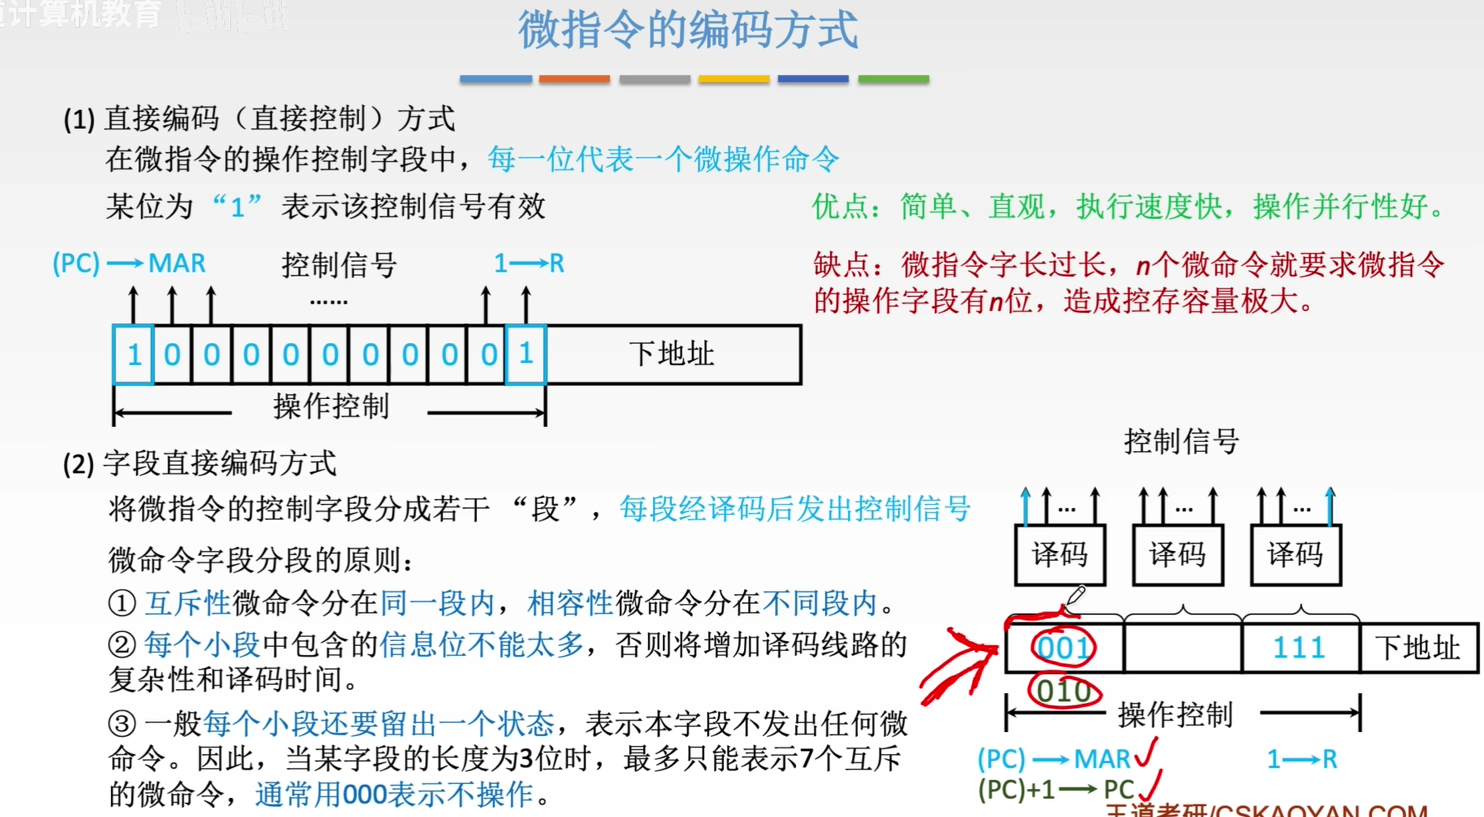 计算机教育
微指令的编码方式
(1) 直接编码（直接控制）方式
在微指令的操作控制字段中，每一位代表一个微操作命令
某位为 “1” 表示该控制信号有效
优点：简单、直观，执行速度快，操作并行性好。
缺点：微指令字长过长，n个微命令就要求微指令
的操作字段有n位，造成控存容量极大。
(PC) → MAR 控制信号 1 → R
……
1 0 0 0 0 0 0 0 0 0 1 下地址
操作控制
(2) 字段直接编码方式
将微指令的控制字段分成若干 “段”，每段经译码后发出控制信号
微命令字段分段的原则：
① 互斥性微命令分在同一段内，相容性微命令分在不同段内。
② 每个小段中包含的信息位不能太多，否则将增加译码线路的
复杂性和译码时间。
③ 一般每个小段还要留出一个状态，表示本字段不发出任何微
命令。因此，当某字段的长度为3位时，最多只能表示7个互斥
的微命令，通常用000表示不操作。
控制信号
... ... ...
译码 译码 译码
001 111 下地址
010
操作控制
(PC) → MAR 1 → R
(PC)+1 → PC
王道考研/CSKAOYAN.COM